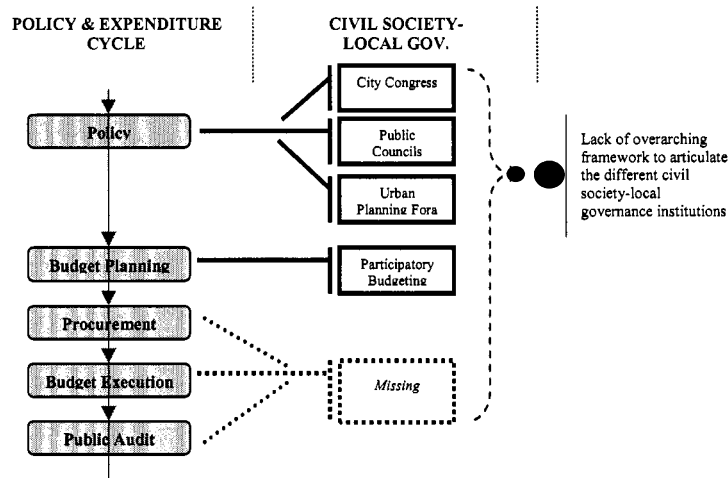 POLICY & EXPENDITURE
CYCLE
CIVIL SOCIETY-
LOCAL GOV.
City Congress
Policy
Public
Councils
Urban
Planning Fora
Lack of overarching
framework to articulate
the different civil
society-local
governance institutions
Budget Planning
Participatory
Budgeting
Procurement
Budget Execution
Missing
Public Audit